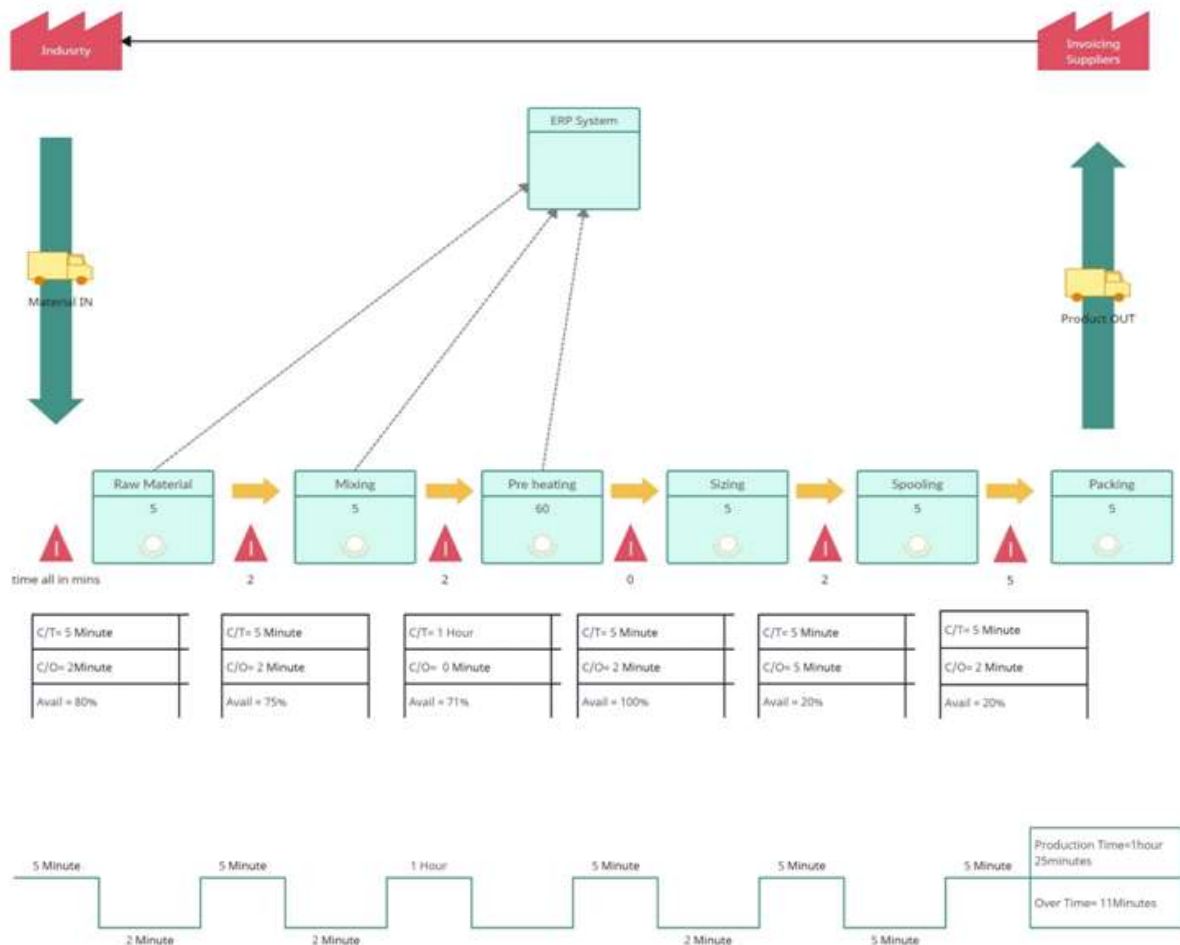 Indusrty
Invoicing
Suppliers
ERP System
Material IN
Product OUT
Raw Material
5
Mixing
5
Pre heating
60
Sizing
5
Spooling
5
Packing
5
time all in mins
2
2
0
2
5
C/T= 5 Minute
C/O= 2Minute
Avail = 80%
C/T= 5 Minute
C/O= 2 Minute
Avail = 75%
C/T= 1 Hour
C/O= 0 Minute
Avail = 71%
C/T= 5 Minute
C/O= 2 Minute
Avail = 100%
C/T= 5 Minute
C/O= 5 Minute
Avail = 20%
C/T= 5 Minute
C/O= 2 Minute
Avail = 20%
5 Minute
5 Minute
1 Hour
5 Minute
5 Minute
5 Minute
2 Minute
2 Minute
2 Minute
5 Minute
Production Time=1hour
25minutes
Over Time= 11Minutes